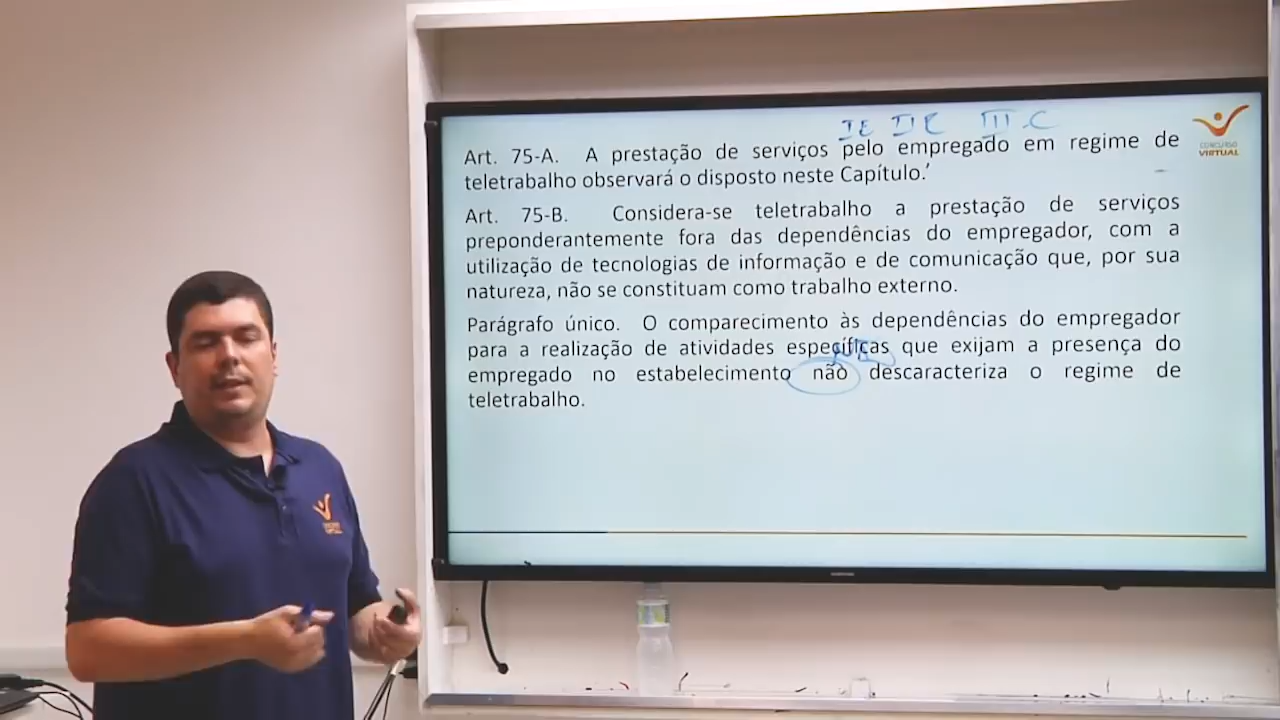 IE IIE III.C
CONCURSO
VIRTUAL
Art. 75-A. A prestação de serviços pelo empregado em regime de
teletrabalho observará o disposto neste Capítulo.’
Art. 75-B. Considera-se teletrabalho a prestação de serviços
preponderantemente fora das dependências do empregador, com a
utilização de tecnologias de informação e de comunicação que, por sua
natureza, não se constituam como trabalho externo.
Parágrafo único. O comparecimento às dependências do empregador
para a realização de atividades específicas que exijam a presença do
empregado no estabelecimento não descaracteriza o regime de
teletrabalho.